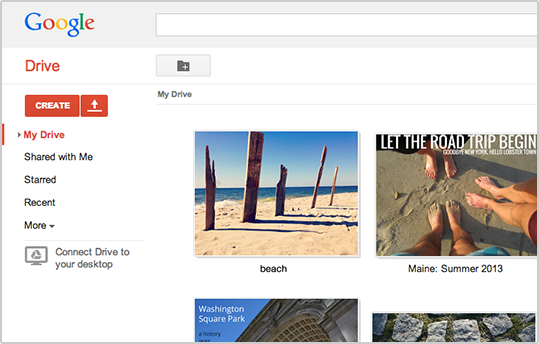 Google
Drive
CREATE
My Drive
My Drive
Shared with Me
Starred
Recent
More
Connect Drive to
your desktop
LET THE ROAD TRIP BEGIN
GOODBYE NEW YORK, HELLO LOBSTER TOWN
beach
Maine: Summer 2013
Washington
Square Park
a history